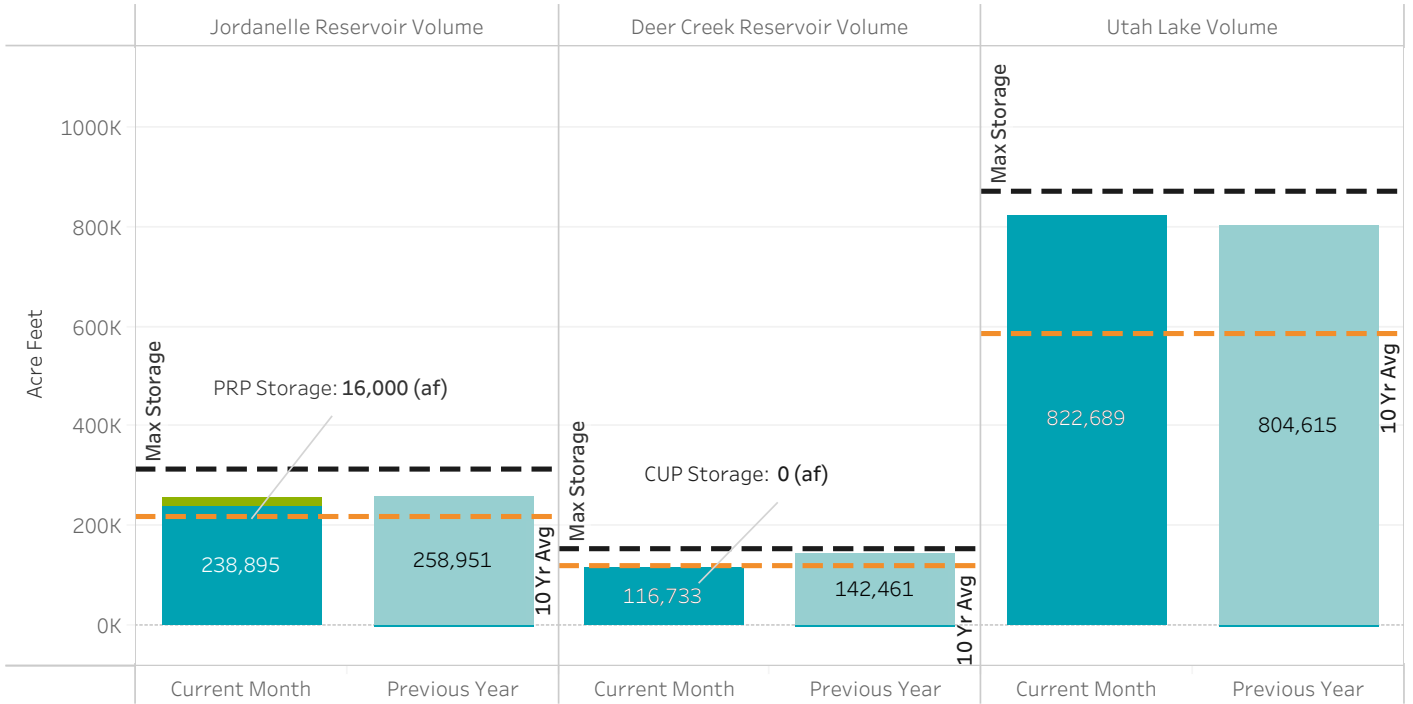 Jordanelle Reservoir Volume
Deer Creek Reservoir Volume
Utah Lake Volume
Acre Feet
1000K
800K
600K
400K
200K
0K
Max Storage
PRP Storage: 16,000 (af)
238,895
258,951
10 Yr Avg
Max Storage
CUP Storage: 0 (af)
116,733
142,461
10 Yr Avg
Max Storage
822,689
804,615
10 Yr Avg
Current Month
Previous Year
Current Month
Previous Year
Current Month
Previous Year